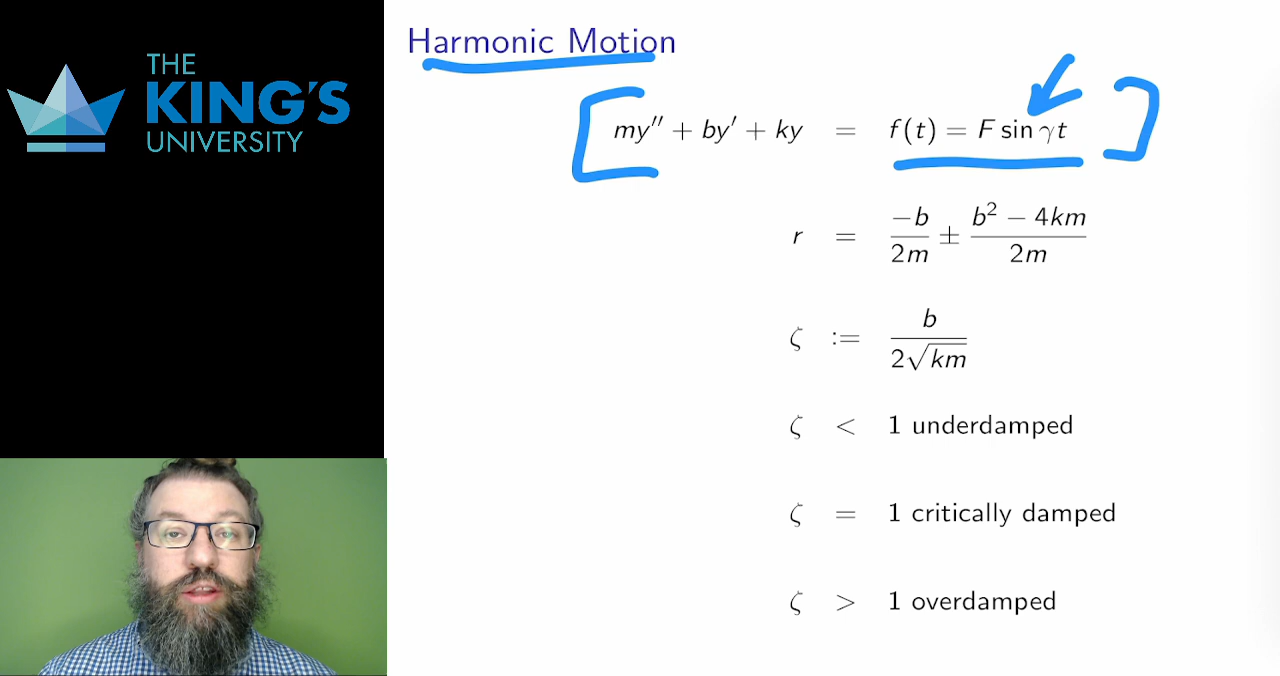 THE
KING'S
UNIVERSITY
Harmonic Motion
my′′ + by′ + ky = f(t) = F sin γt
r = −b/2m ± b² − 4km/2m
ζ := b/2√km
ζ < 1 underdamped
ζ = 1 critically damped
ζ > 1 overdamped